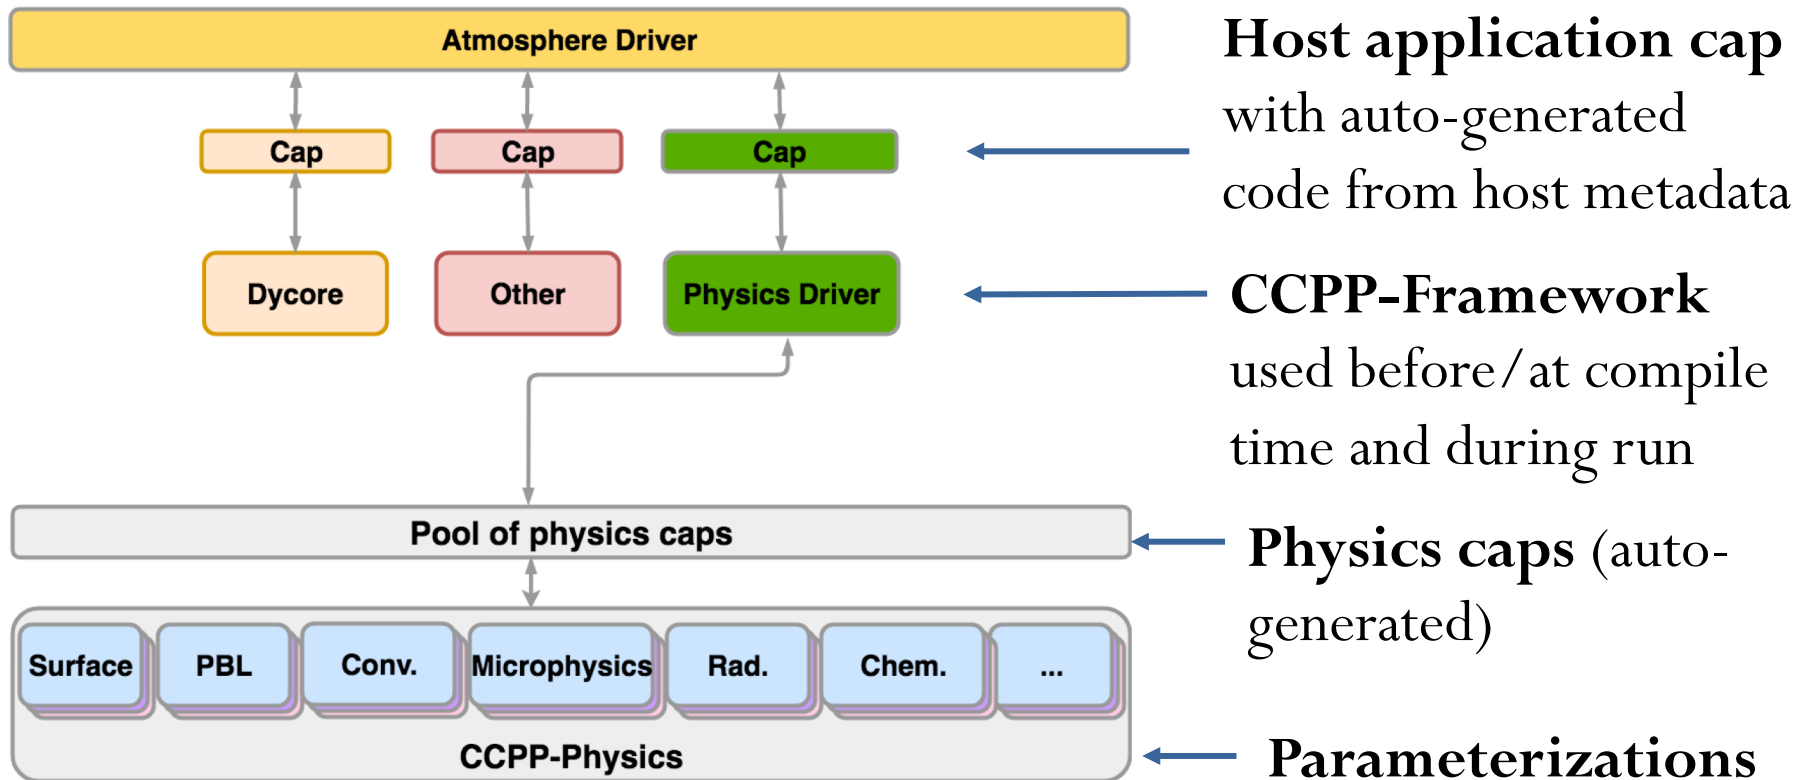 Atmosphere Driver
Cap
Cap
Cap
Dycore
Other
Physics Driver
Pool of physics caps
Surface
PBL
Conv.
Microphysics
Rad.
Chem.
...
CCPP-Physics
Host application cap
with auto-generated
code from host metadata
CCPP-Framework
used before/at compile
time and during run
Physics caps (auto-
generated)
Parameterizations